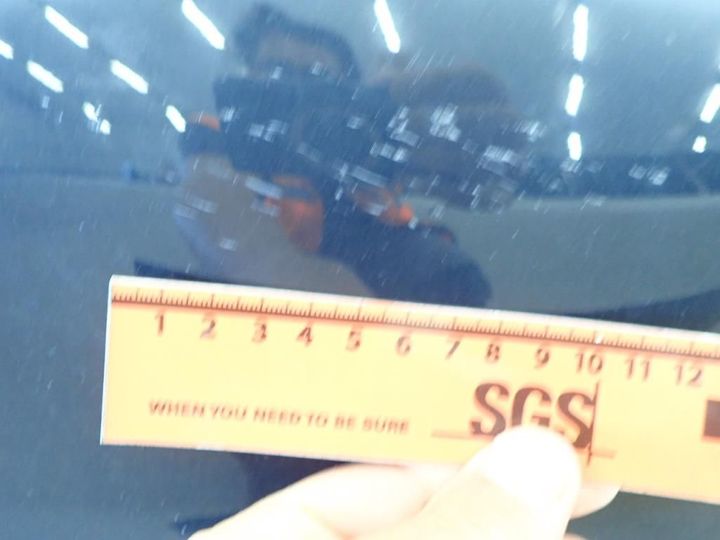 1 2 3 4 5 6 7 8 9 10 11 12
WHEN YOU NEED TO BE SURE
SGS